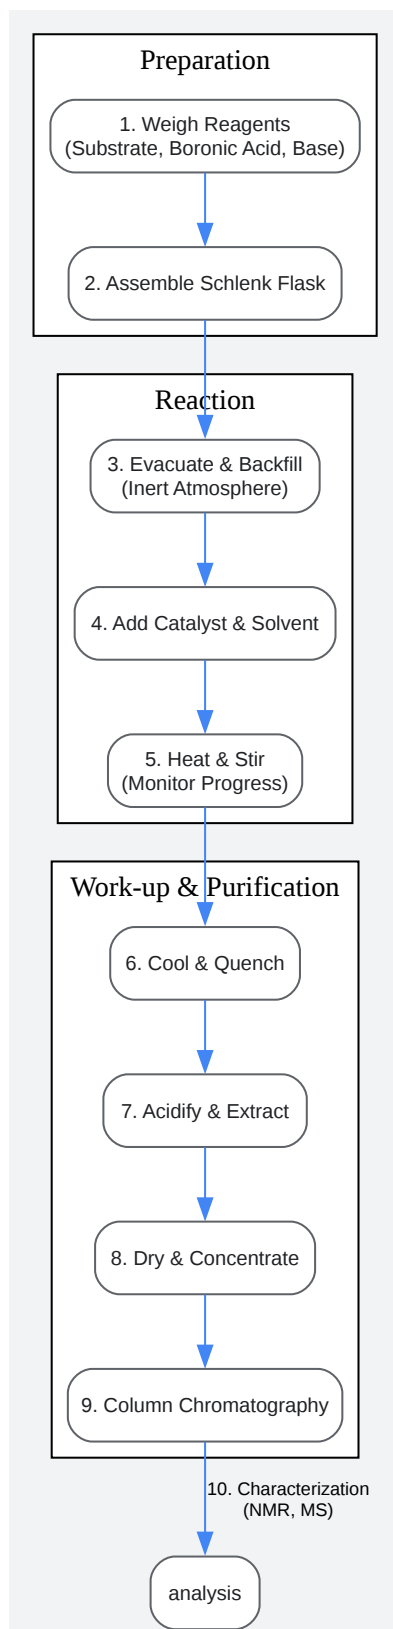 Preparation
1. Weigh Reagents
(Substrate, Boronic Acid, Base)
2. Assemble Schlenk Flask
Reaction
3. Evacuate & Backfill
(Inert Atmosphere)
4. Add Catalyst & Solvent
5. Heat & Stir
(Monitor Progress)
Work-up & Purification
6. Cool & Quench
7. Acidify & Extract
8. Dry & Concentrate
9. Column Chromatography
10. Characterization
(NMR, MS)
analysis